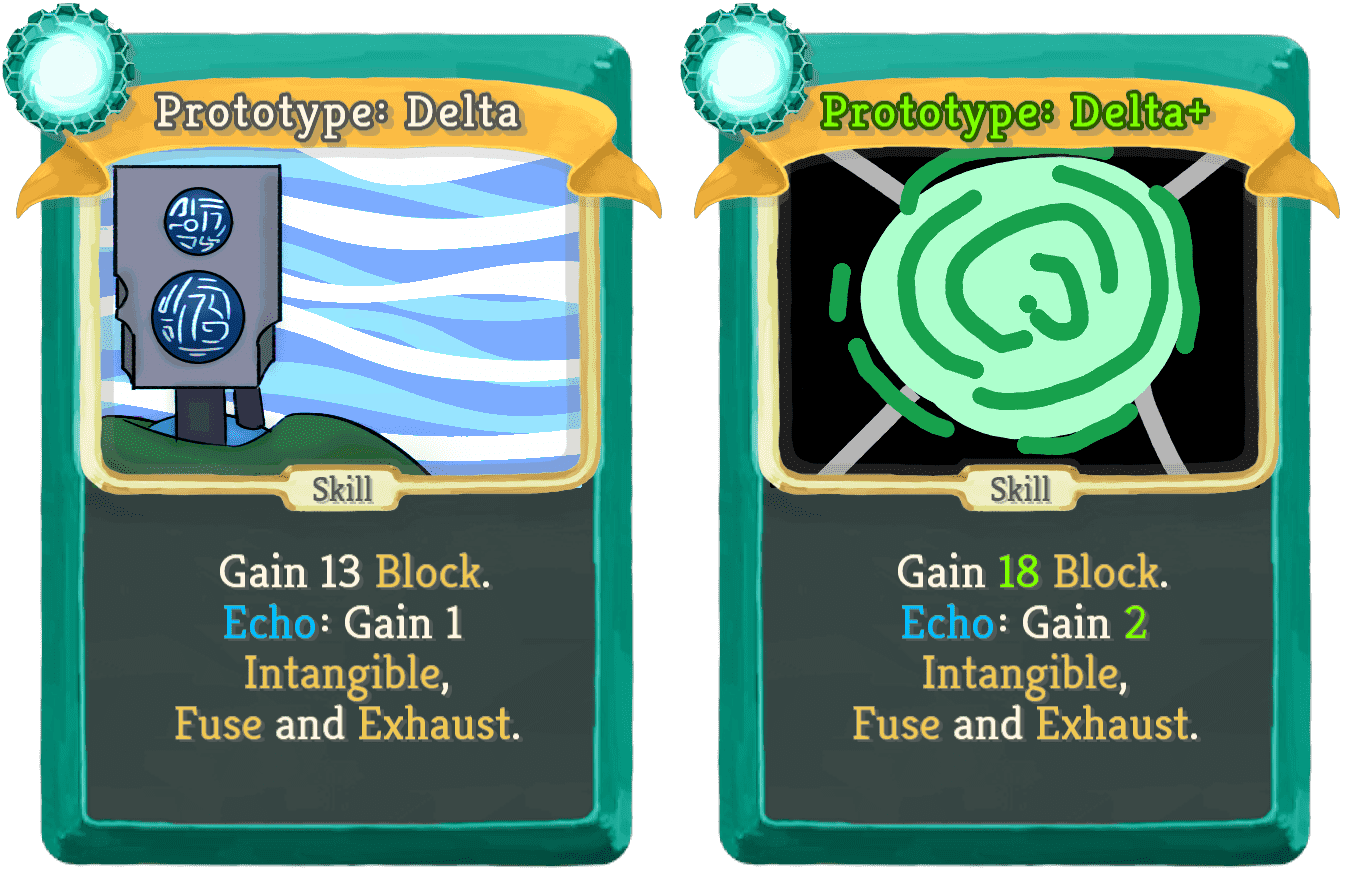 Prototype: Delta
Skill
Gain 13 Block.
Echo: Gain 1
Intangible,
Fuse and Exhaust.
Prototype: Delta+
Skill
Gain 18 Block.
Echo: Gain 2
Intangible,
Fuse and Exhaust.